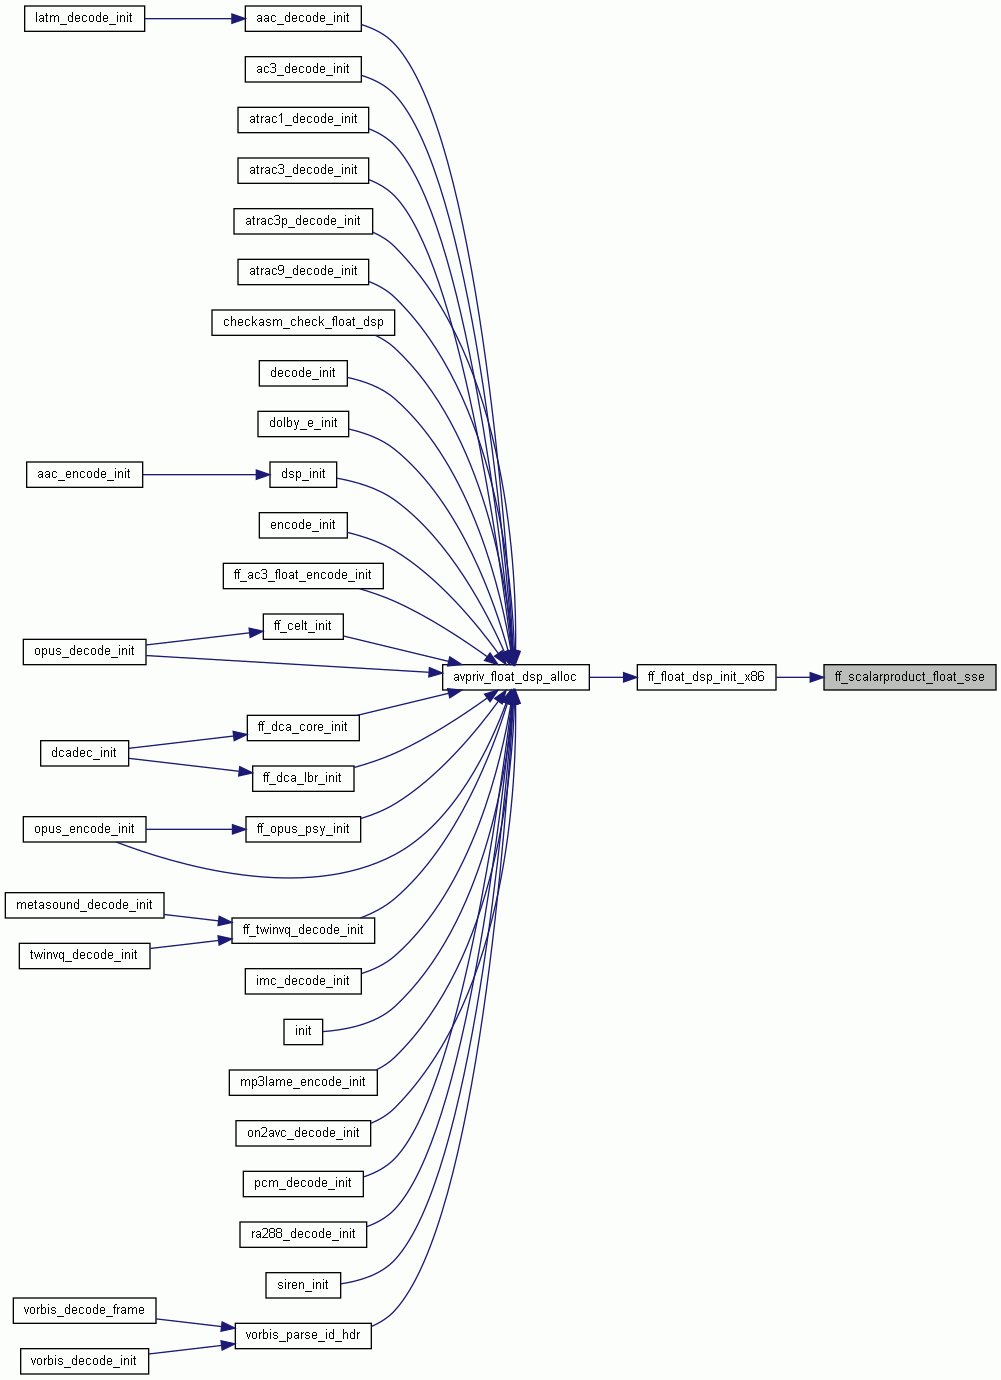 latm_decode_init
aac_decode_init
ac3_decode_init
atrac1_decode_init
atrac3_decode_init
atrac3p_decode_init
atrac9_decode_init
checkasm_check_float_dsp
decode_init
dolby_e_init
aac_encode_init
dsp_init
encode_init
ff_ac3_float_encode_init
ff_celt_init
opus_decode_init
avpriv_float_dsp_alloc
ff_float_dsp_init_x86
ff_scalarproduct_float_sse
ff_dca_core_init
dcadec_init
ff_dca_lbr_init
opus_encode_init
ff_opus_psy_init
metasound_decode_init
ff_twinvq_decode_init
twinvq_decode_init
imc_decode_init
init
mp3lame_encode_init
on2avc_decode_init
pcm_decode_init
ra288_decode_init
siren_init
vorbis_decode_frame
vorbis_parse_id_hdr
vorbis_decode_init